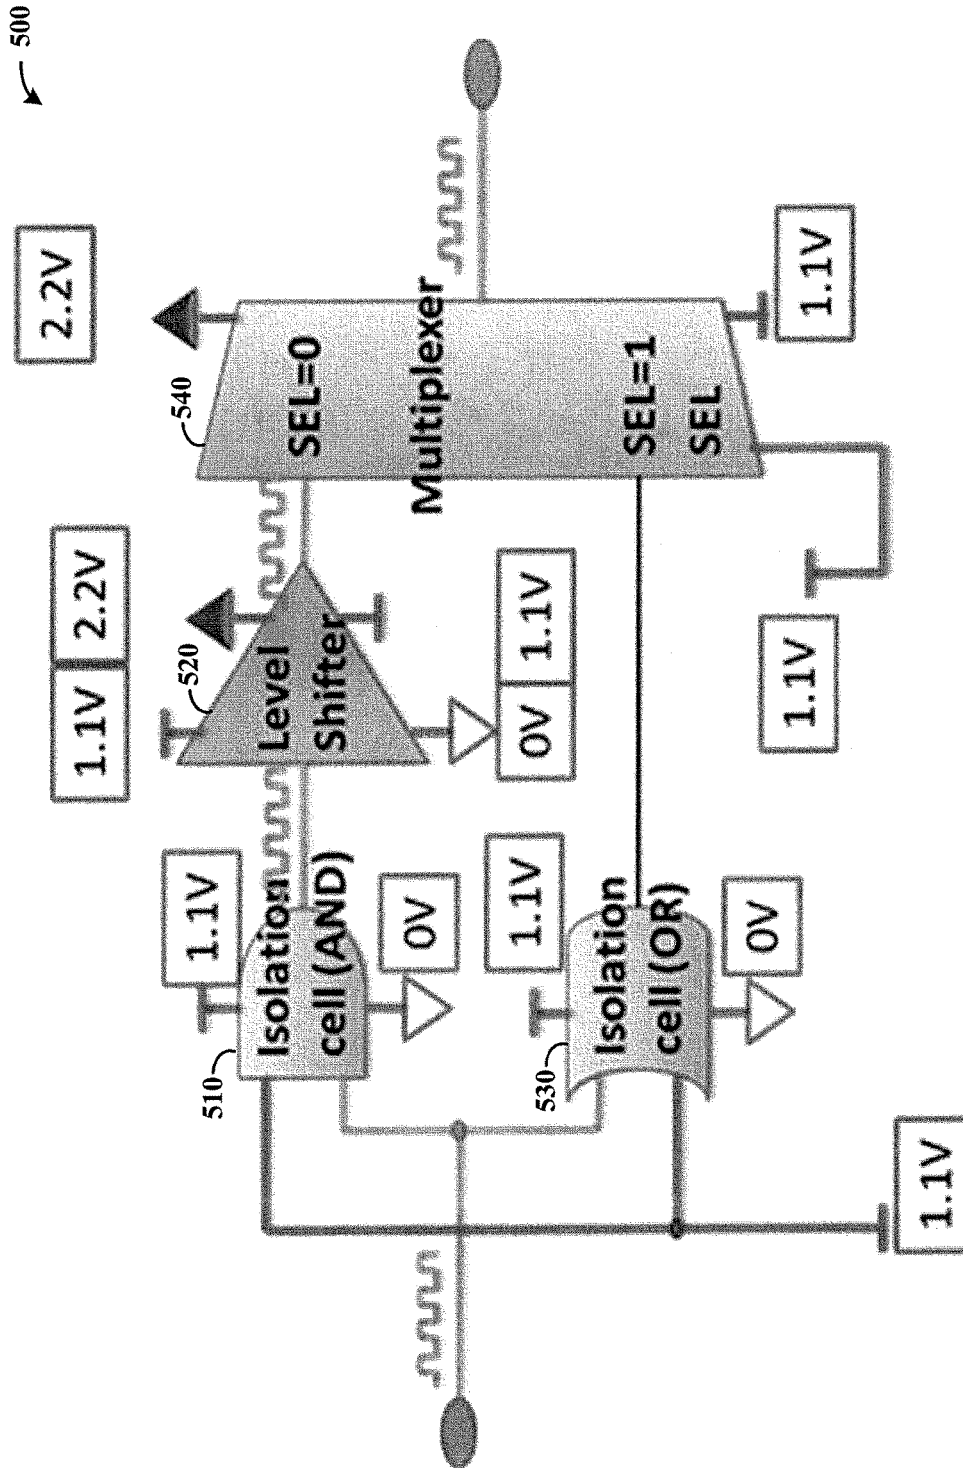 500
2.2V
540
SEL=0
Multiplexer
SEL=1
SEL
1.1V
1.1V
2.2V
520
Level
Shifter
0V
1.1V
1.1V
1.1V
510
Isolation
cell (AND)
0V
1.1V
530
Isolation
cell (OR)
0V
1.1V